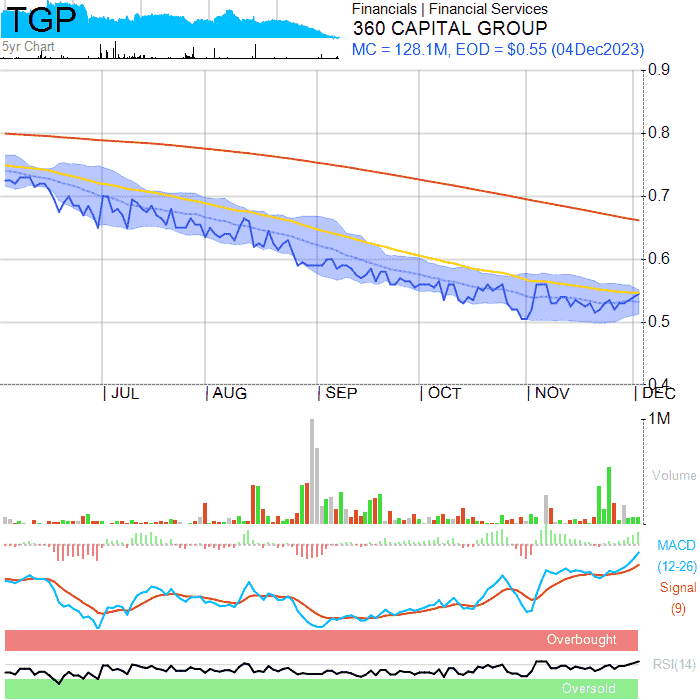 TGP
5yr Chart
Financials | Financial Services
360 CAPITAL GROUP
MC = 128.1M, EOD = $0.55 (04Dec2023)
0.9
0.8
0.7
0.6
0.5
0.4
JUL AUG SEP OCT NOV DEC
1M
Volume
MACD
(12-26)
Signal
(9)
Overbought
RSI(14)
Oversold